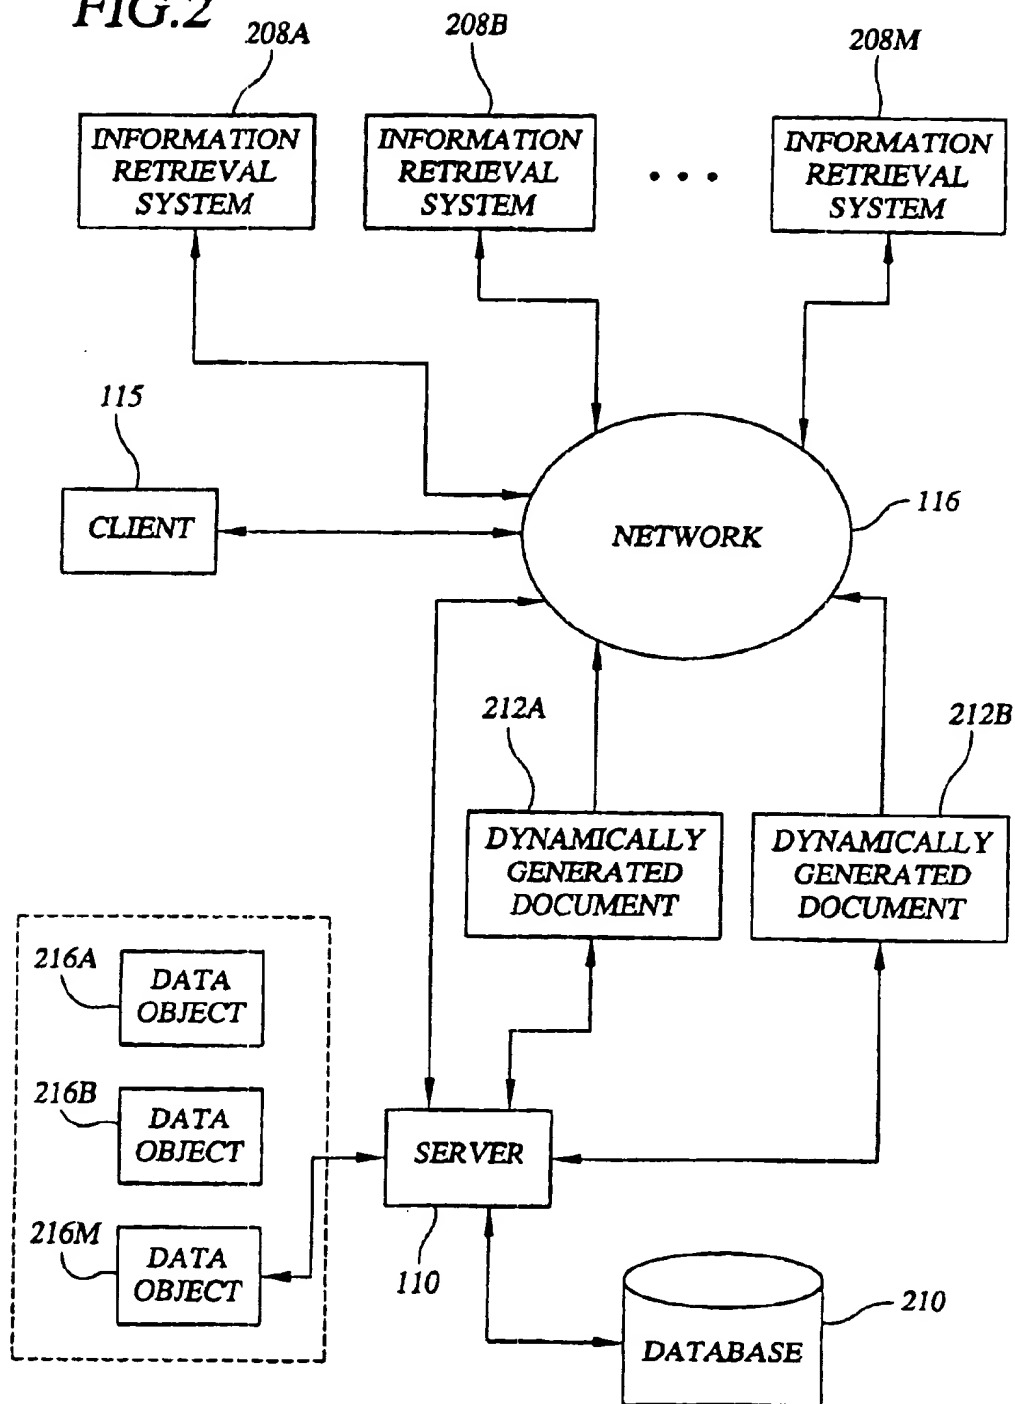 FIG.2
208A
208B
208M
INFORMATION
RETRIEVAL
SYSTEM
INFORMATION
RETRIEVAL
SYSTEM
INFORMATION
RETRIEVAL
SYSTEM
115
CLIENT
NETWORK
116
212A
212B
DYNAMICALLY
GENERATED
DOCUMENT
DYNAMICALLY
GENERATED
DOCUMENT
216A
DATA
OBJECT
216B
DATA
OBJECT
216M
DATA
OBJECT
SERVER
110
210
DATABASE